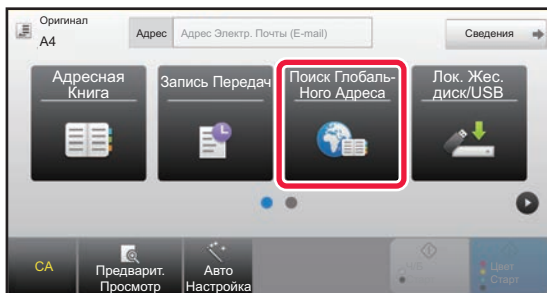 Оригинал
A4
Адрес
Адрес Электр. Почты (E-mail)
Сведения
Адресная
Книга
Запись Передач
Поиск Глобаль-
Ного Адреса
Лок. Жес.
диск/USB
CA
Предварит.
Просмотр
Авто
Настройка
Цвет
Старт